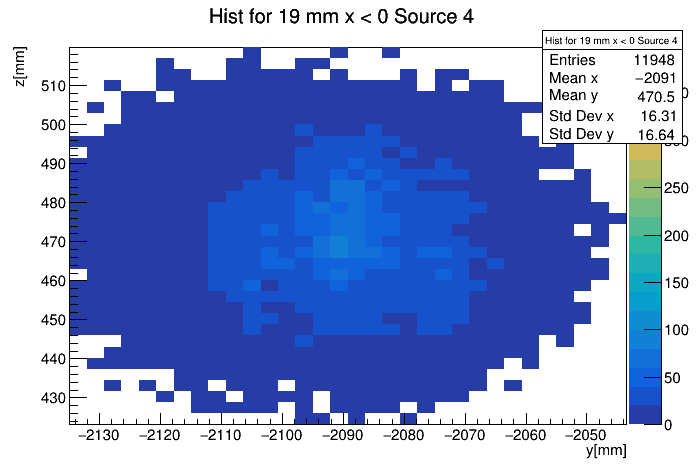 Hist for 19 mm x < 0 Source 4
Hist for 19 mm x < 0 Source 4
Entries 11948
Mean x −2091
Mean y 470.5
Std Dev x 16.31
Std Dev y 16.64
z[mm]
510
500
490
480
470
460
450
440
430
−2130 −2120 −2110 −2100 −2090 −2080 −2070 −2060 −2050
y[mm]
300
250
200
150
100
50
0